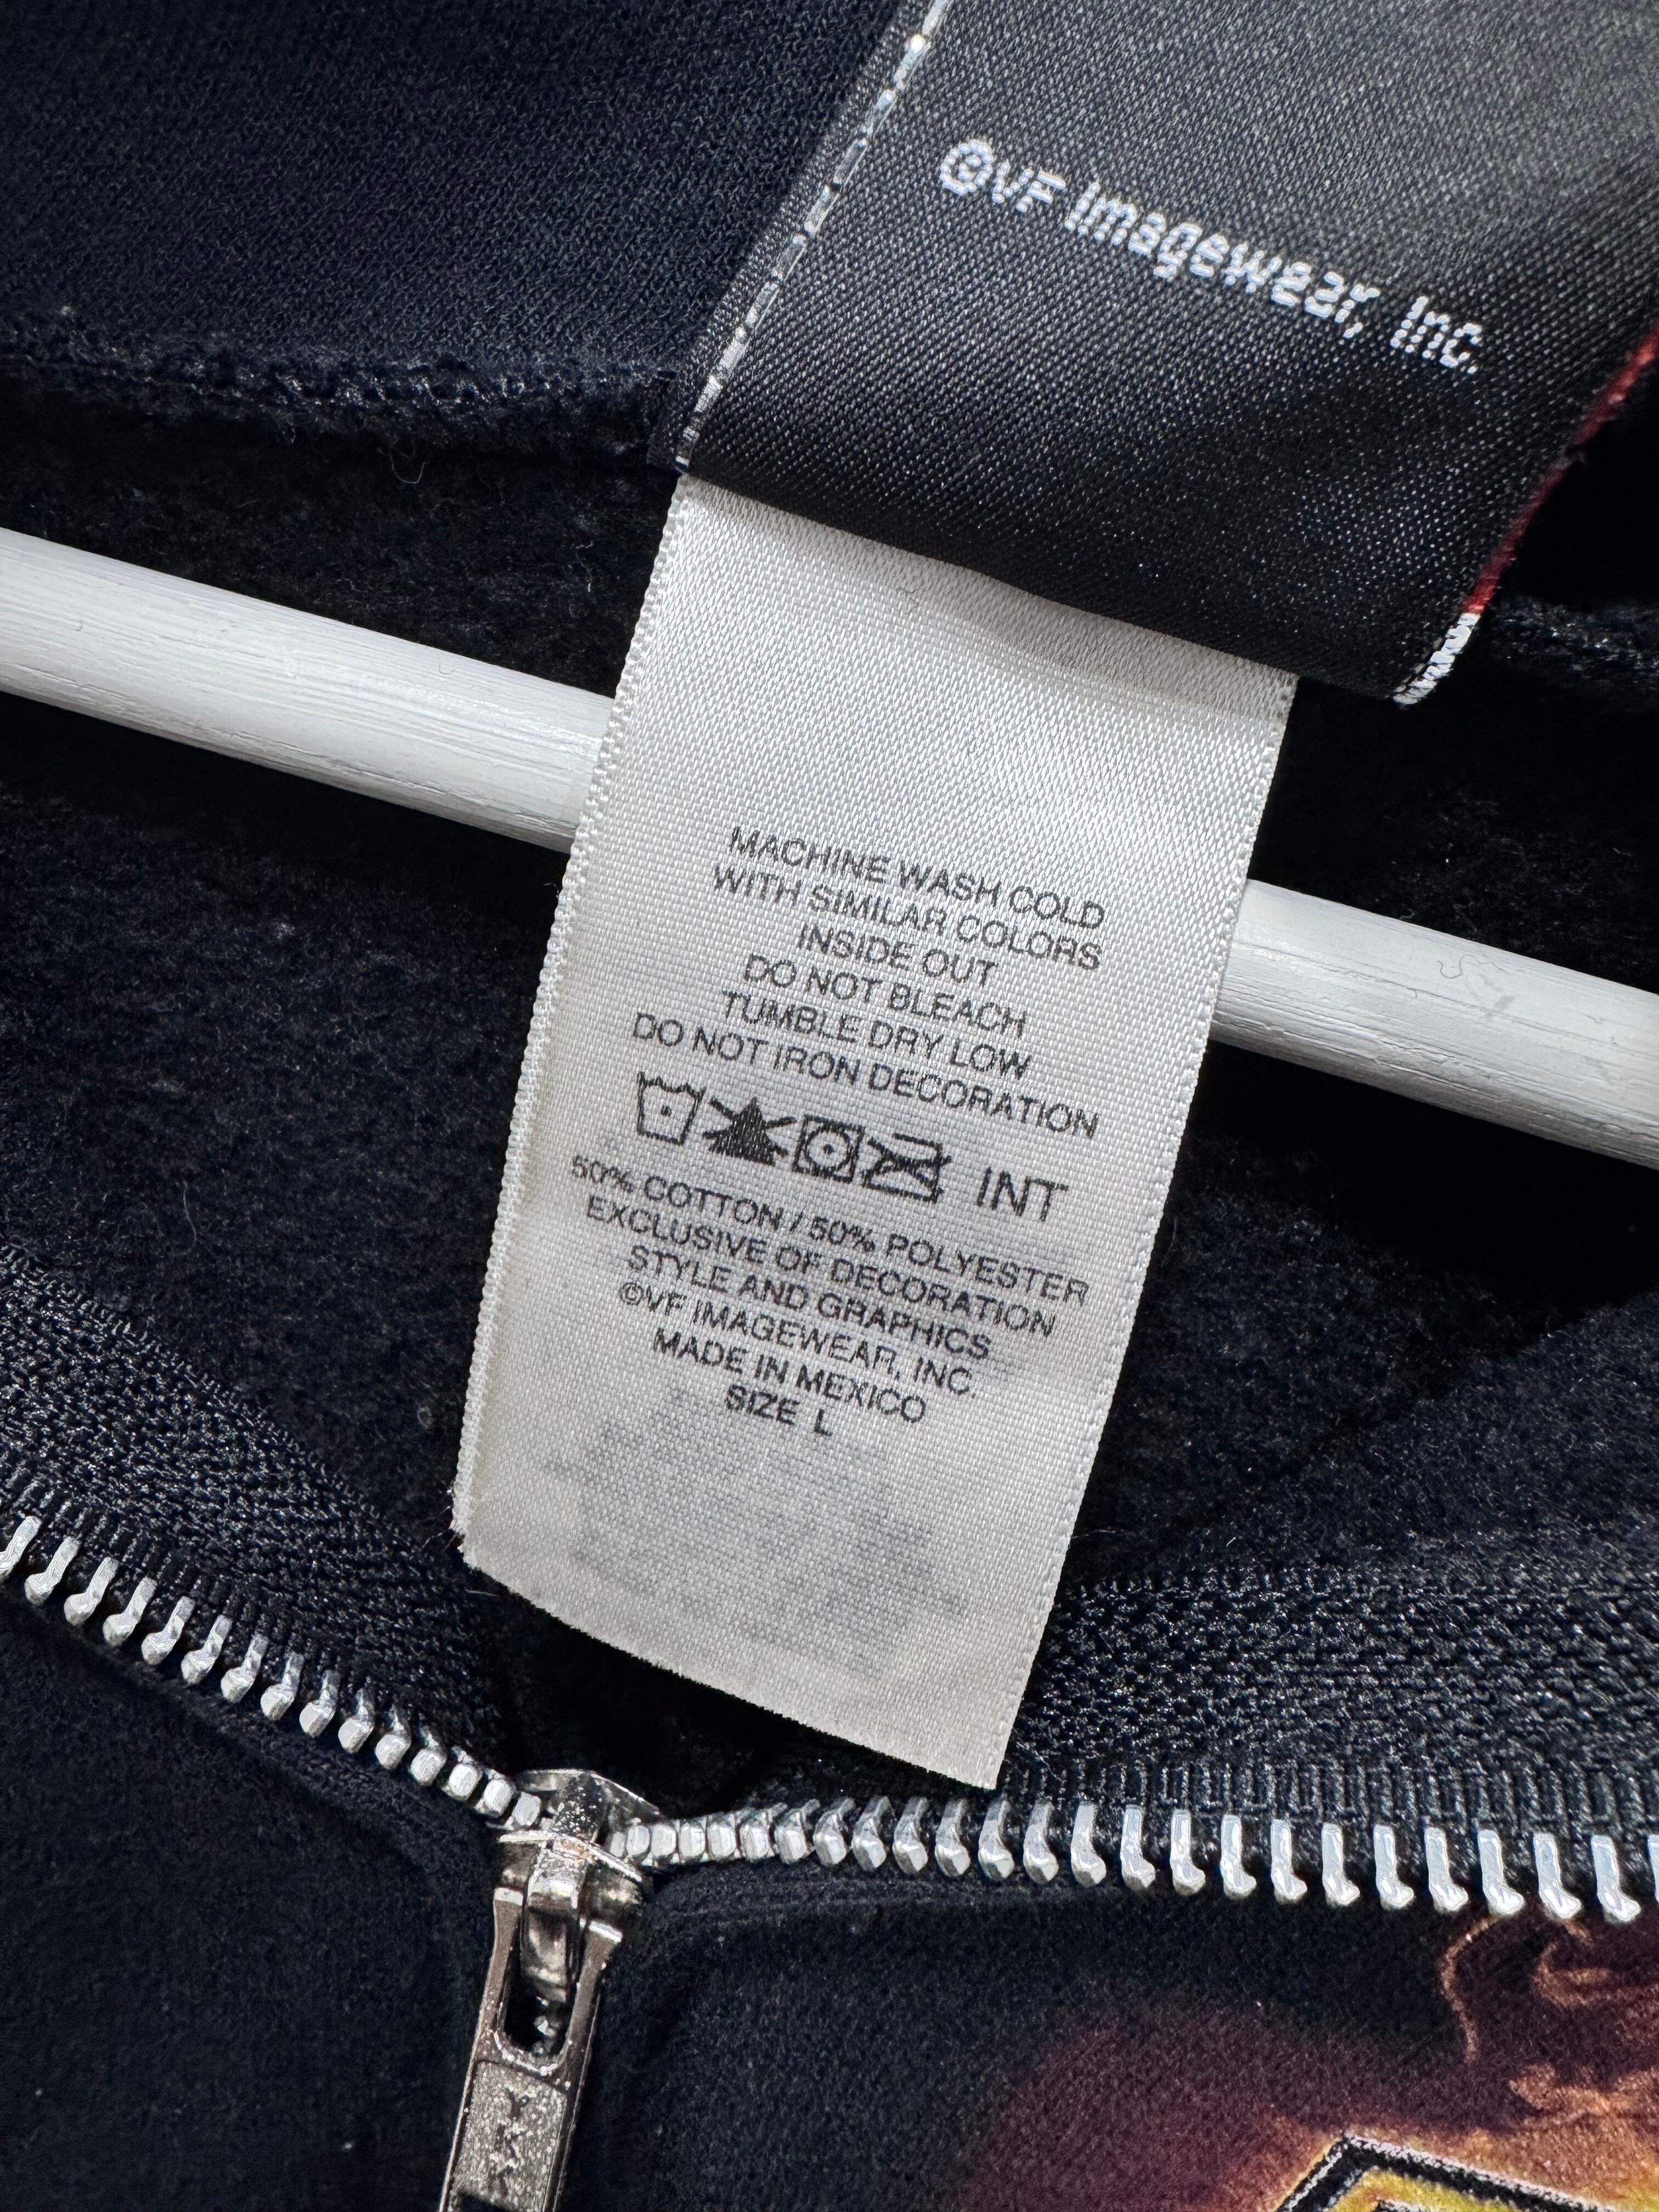 ©VF Imagewear, Inc.
MACHINE WASH COLD
WITH SIMILAR COLORS
INSIDE OUT
DO NOT BLEACH
TUMBLE DRY LOW
DO NOT IRON DECORATION
INT
50% COTTON / 50% POLYESTER
EXCLUSIVE OF DECORATION
STYLE AND GRAPHICS
©VF IMAGEWEAR, INC.
MADE IN MEXICO
SIZE L